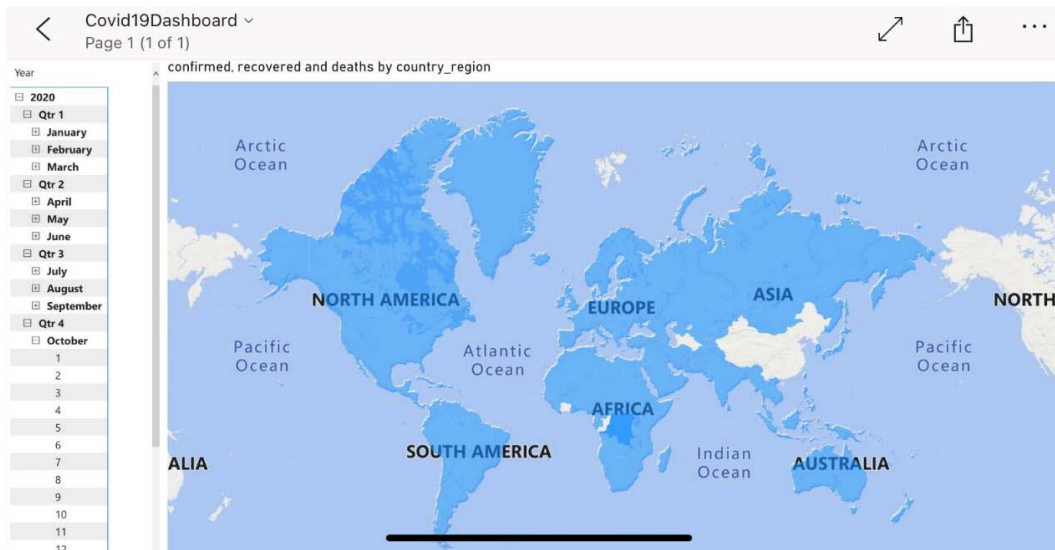 Covid19Dashboard
Page 1 (1 of 1)
Year
2020
Qtr 1
January
February
March
Qtr 2
April
May
June
Qtr 3
July
August
September
Qtr 4
October
1
2
3
4
5
6
7
8
9
10
11
12
confirmed, recovered and deaths by country_region
Arctic
Ocean
Arctic
Ocean
NORTH AMERICA
EUROPE
ASIA
NORTH
Pacific
Ocean
Atlantic
Ocean
Pacific
Ocean
AFRICA
SOUTH AMERICA
Indian
Ocean
ALIA
AUSTRALIA